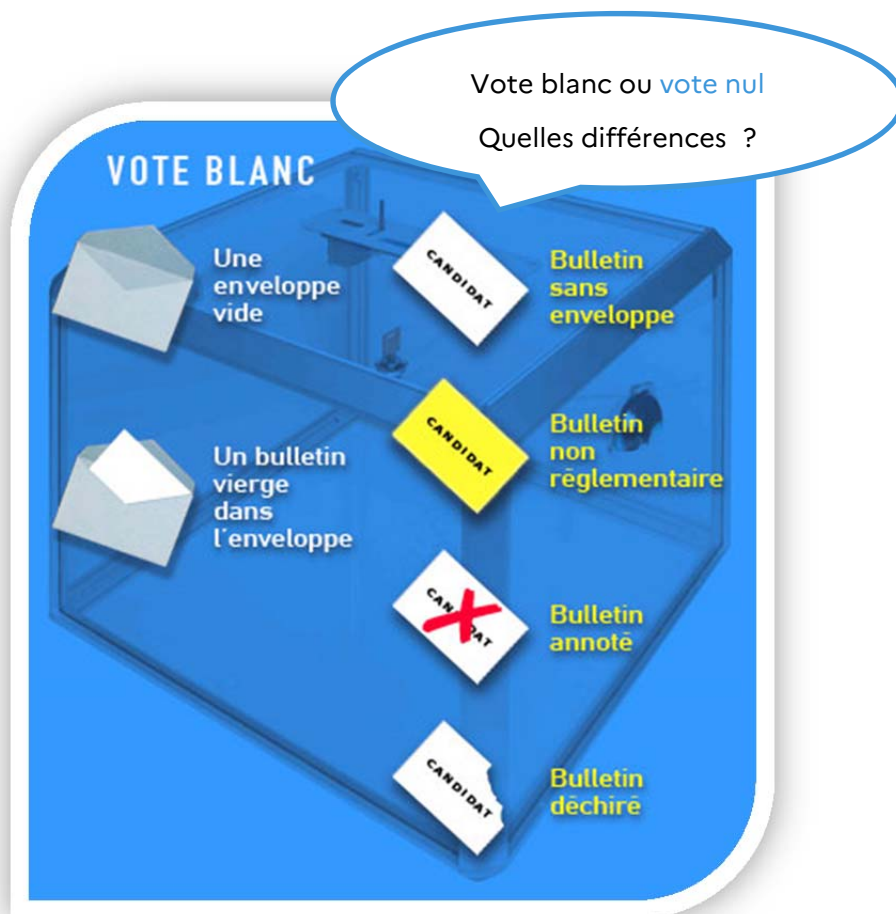 Vote blanc ou vote nul
Quelles différences ?
VOTE BLANC
Une
enveloppe
vide
Un bulletin
vierge
dans
l'enveloppe
CANDIDAT
Bulletin
sans
enveloppe
CANDIDAT
Bulletin
non
réglementaire
CANDIDAT
Bulletin
annoté
CANDIDAT
Bulletin
déchiré